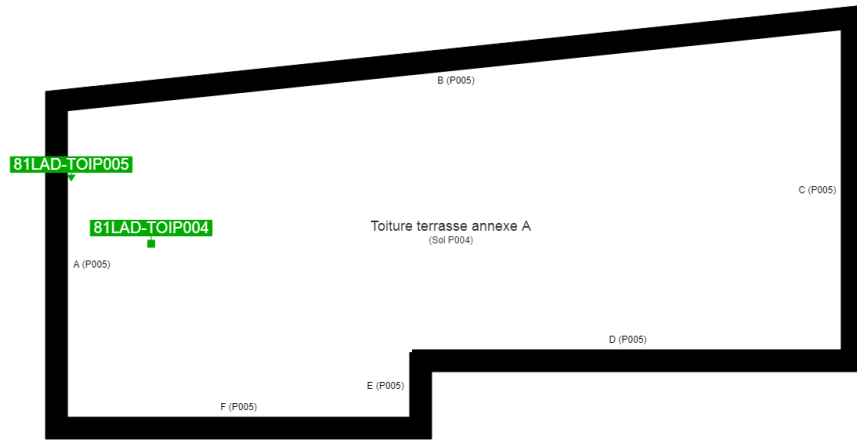 B (P005)
81LAD-TOIP005
C (P005)
81LAD-TOIP004
Toiture terrasse annexe A
(Sol P004)
A (P005)
D (P005)
E (P005)
F (P005)